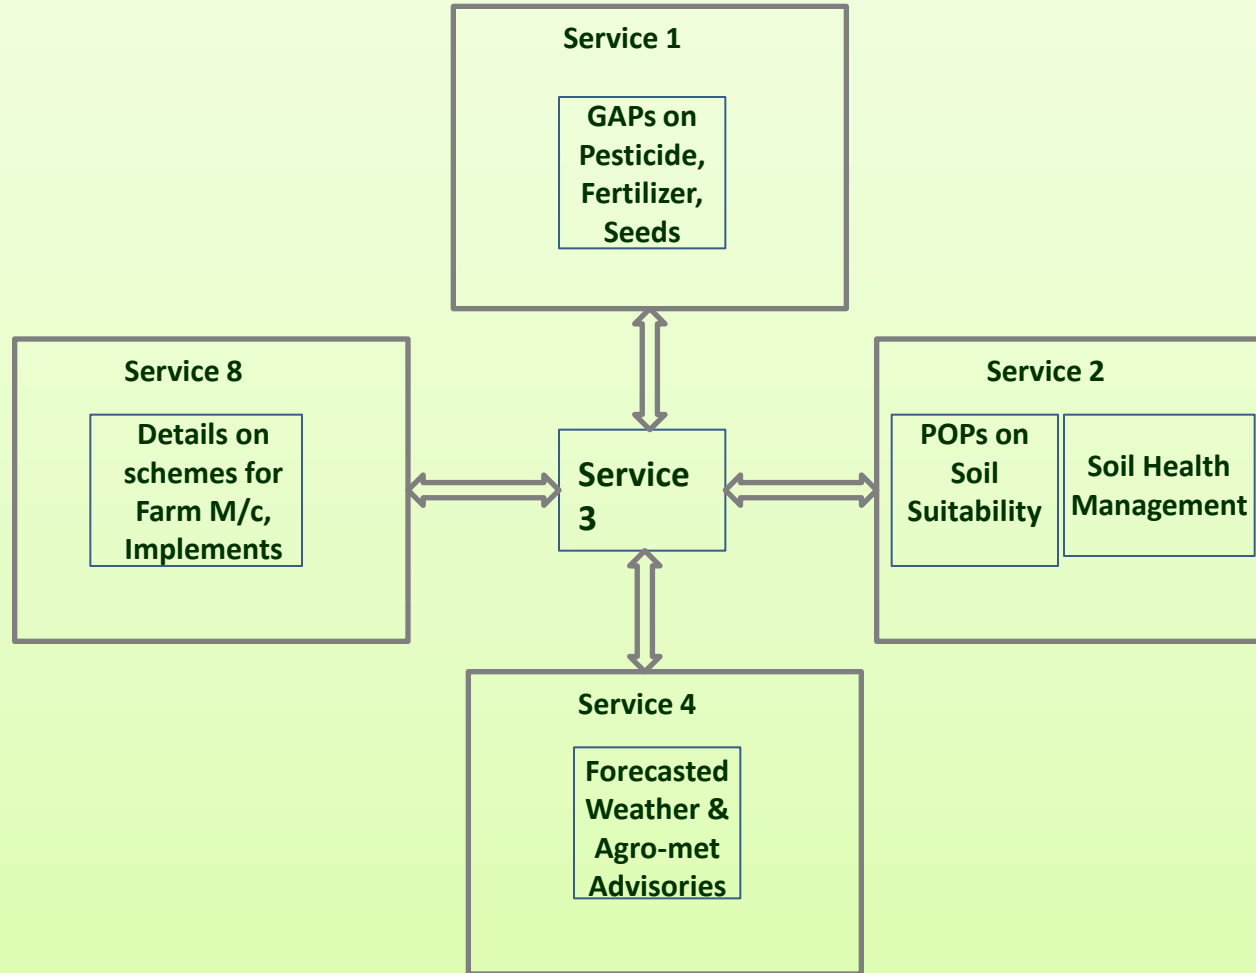 Service 1
GAPs on
Pesticide,
Fertilizer,
Seeds
Service 8
Details on
schemes for
Farm M/c,
Implements
Service
3
Service 2
POPs on
Soil
Suitability
Soil Health
Management
Service 4
Forecasted
Weather &
Agro-met
Advisories